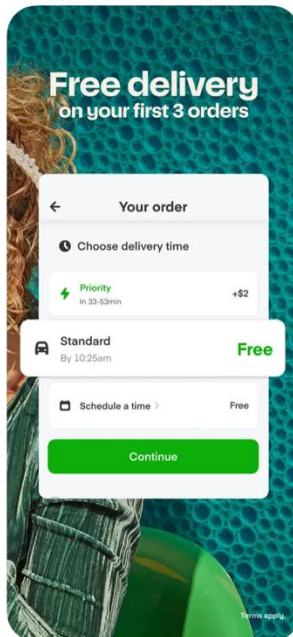 Free delivery
on your first 3 orders
Your order
Choose delivery time
Priority
in 33-53min
+$2
Standard
By 10:25am
Free
Schedule a time
Free
Continue
Terms apply.